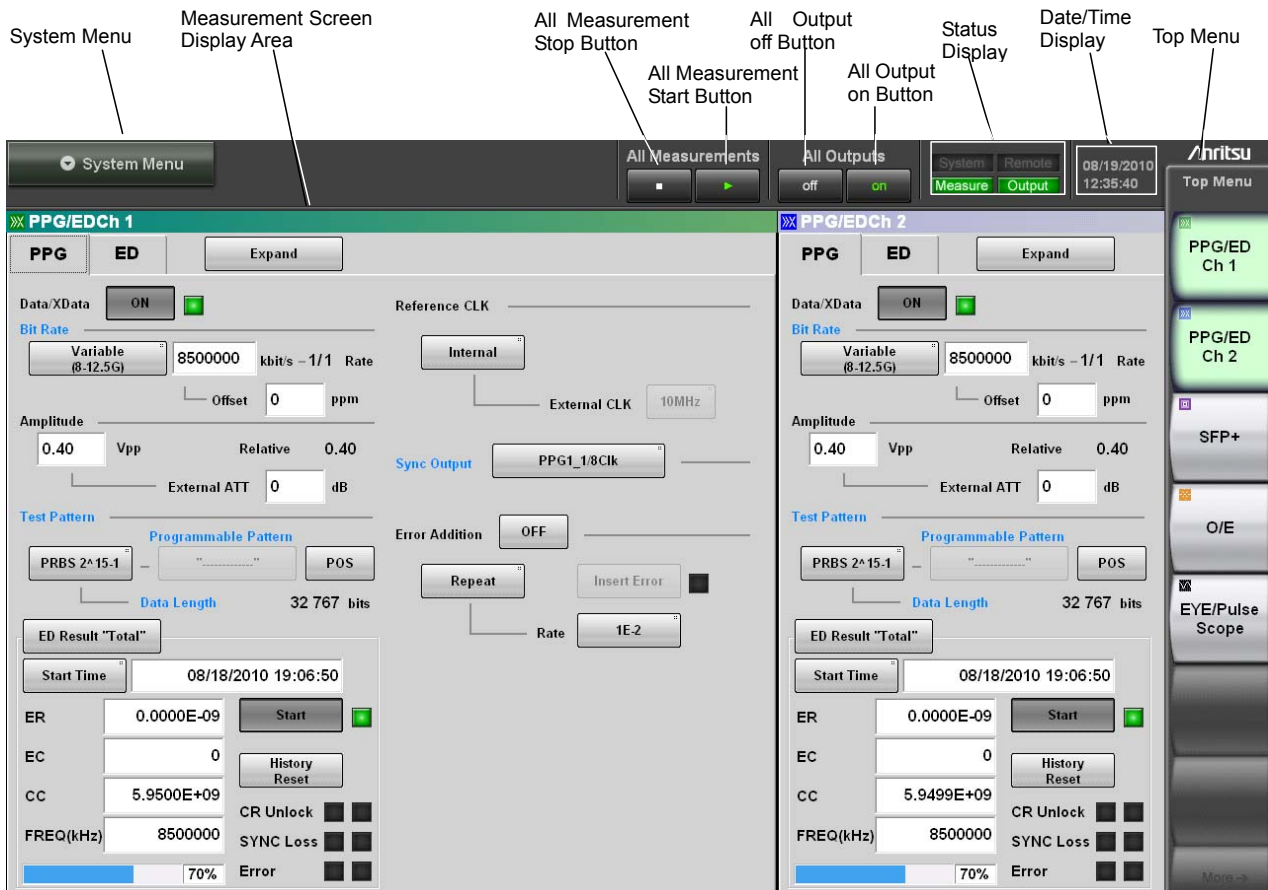 System Menu
Measurement Screen
Display Area
All Measurement
Stop Button
All Measurement
Start Button
All Output
off Button
All Output
on Button
Status
Display
Date/Time
Display
Top Menu
System Menu
All Measurements
All Outputs
off
on
System Remote
Measure Output
08/19/2010
12:35:40
Anritsu
Top Menu
PPG/EDCh 1
PPG
ED
Expand
Data/XData
ON
Bit Rate
Variable
(8-12.5G)
8500000
kbit/s – 1/1 Rate
Offset
0
ppm
Amplitude
0.40
Vpp
Relative
0.40
External ATT
0
dB
Test Pattern
Programmable Pattern
PRBS 2^15-1
–
"------------"
POS
Data Length
32 767 bits
ED Result "Total"
Start Time
08/18/2010 19:06:50
ER
0.0000E-09
Start
EC
0
History
Reset
CC
5.9500E+09
CR Unlock
FREQ(kHz)
8500000
SYNC Loss
70%
Error
Reference CLK
Internal
External CLK
10MHz
Sync Output
PPG1_1/8Clk
Error Addition
OFF
Repeat
Insert Error
Rate
1E-2
PPG/EDCh 2
PPG
ED
Expand
Data/XData
ON
Bit Rate
Variable
(8-12.5G)
8500000
kbit/s – 1/1 Rate
Offset
0
ppm
Amplitude
0.40
Vpp
Relative
0.40
External ATT
0
dB
Test Pattern
Programmable Pattern
PRBS 2^15-1
–
"------------"
POS
Data Length
32 767 bits
ED Result "Total"
Start Time
08/18/2010 19:06:50
ER
0.0000E-09
Start
EC
0
History
Reset
CC
5.9499E+09
CR Unlock
FREQ(kHz)
8500000
SYNC Loss
70%
Error
PPG/ED
Ch 1
PPG/ED
Ch 2
SFP+
O/E
EYE/Pulse
Scope
More →